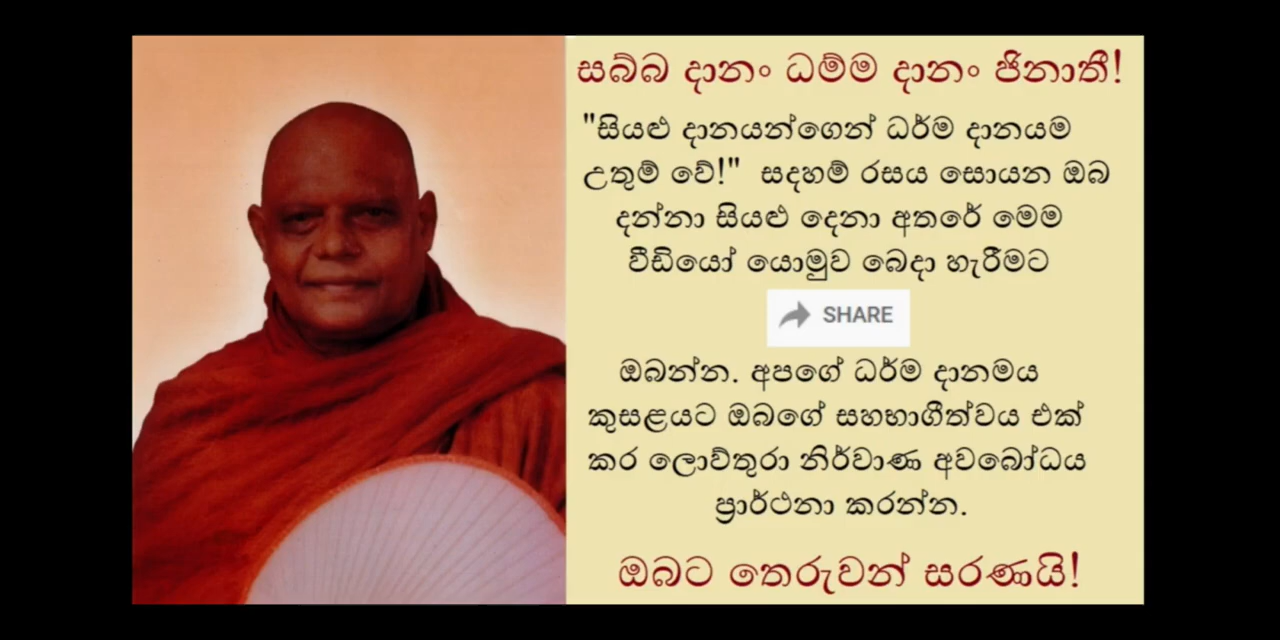 සබ්බ දානං ධම්ම දානං ජිනාතී!
"සියළු දානයන්ගෙන් ධර්ම දානයම
උතුම් වේ!" සදහම් රසය සොයන ඔබ
දන්නා සියළු දෙනා අතරේ මෙම
වීඩියෝ යොමුව බෙදා හැරීමට
SHARE
ඔබන්න. අපගේ ධර්ම දානමය
කුසළයට ඔබගේ සහභාගීත්වය එක්
කර ලොව්තුරා නිර්වාණ අවබෝධය
ප්‍රාර්ථනා කරන්න.
ඔබට තෙරුවන් සරණයි!